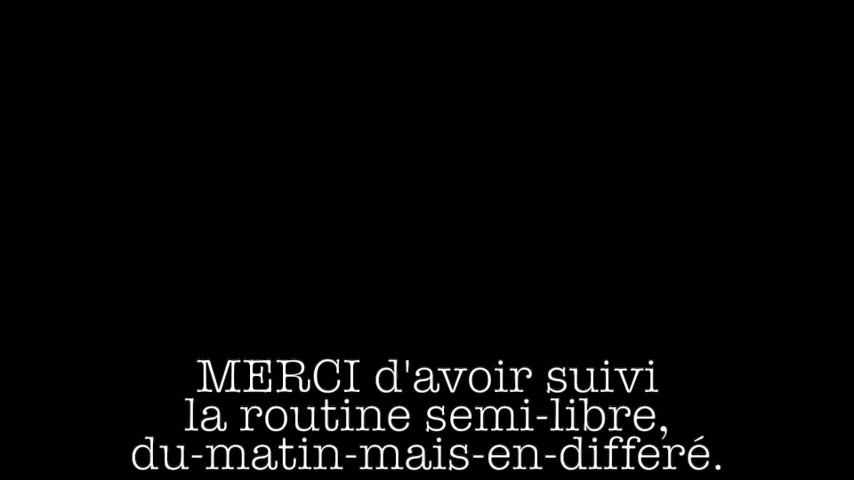 MERCI d'avoir suivi
la routine semi-libre,
du-matin-mais-en-différé.